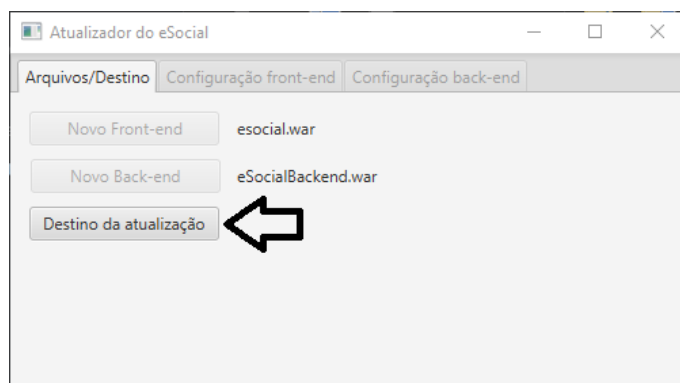 Atualizador do eSocial
Arquivos/Destino Configuração front-end Configuração back-end
Novo Front-end esocial.war
Novo Back-end eSocialBackend.war
Destino da atualização